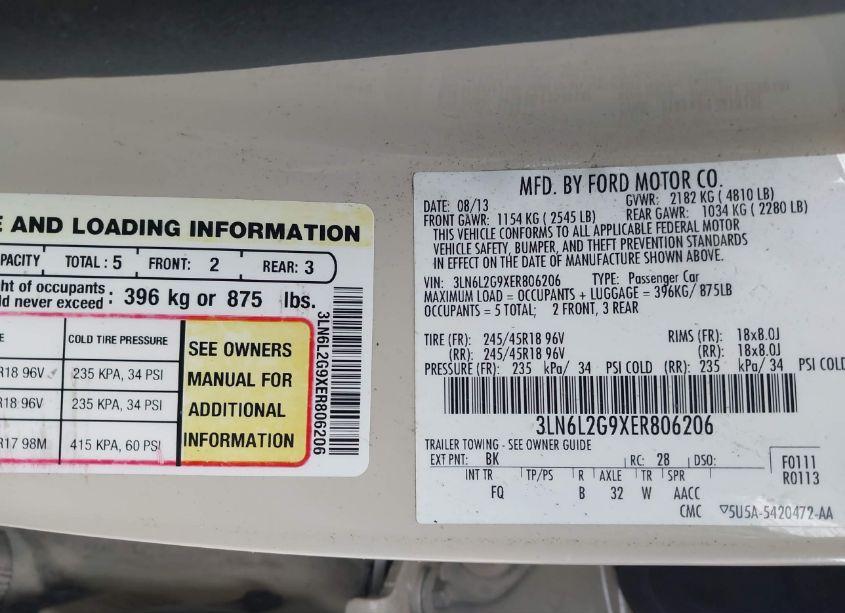 E AND LOADING INFORMATION
PACITY TOTAL : 5 FRONT: 2 REAR: 3
ht of occupants
ld never exceed : 396 kg or 875 lbs.
E COLD TIRE PRESSURE
R18 96V 235 KPA, 34 PSI
R18 96V 235 KPA, 34 PSI
R17 98M 415 KPA, 60 PSI
SEE OWNERS
MANUAL FOR
ADDITIONAL
INFORMATION
3LN6L2G9XER806206
MFD. BY FORD MOTOR CO.
DATE: 08/13 GVWR: 2182 KG ( 4810 LB)
FRONT GAWR: 1154 KG ( 2545 LB) REAR GAWR: 1034 KG ( 2280 LB)
THIS VEHICLE CONFORMS TO ALL APPLICABLE FEDERAL MOTOR
VEHICLE SAFETY, BUMPER, AND THEFT PREVENTION STANDARDS
IN EFFECT ON THE DATE OF MANUFACTURE SHOWN ABOVE.
VIN: 3LN6L2G9XER806206 TYPE: Passenger Car
MAXIMUM LOAD = OCCUPANTS + LUGGAGE = 396KG/ 875LB
OCCUPANTS = 5 TOTAL; 2 FRONT, 3 REAR
TIRE (FR): 245/45R18 96V RIMS (FR): 18x8.0J
(RR): 245/45R18 96V (RR): 18x8.0J
PRESSURE (FR): 235 kPa/ 34 PSI COLD (RR): 235 kPa/ 34 PSI COLD
3LN6L2G9XER806206
TRAILER TOWING - SEE OWNER GUIDE
EXT PNT: BK RC: 28 DSO: F0111
INT TR TP/PS R AXLE TR SPR R0113
FQ B 32 W AACC
CMC ▽5U5A-5420472-AA